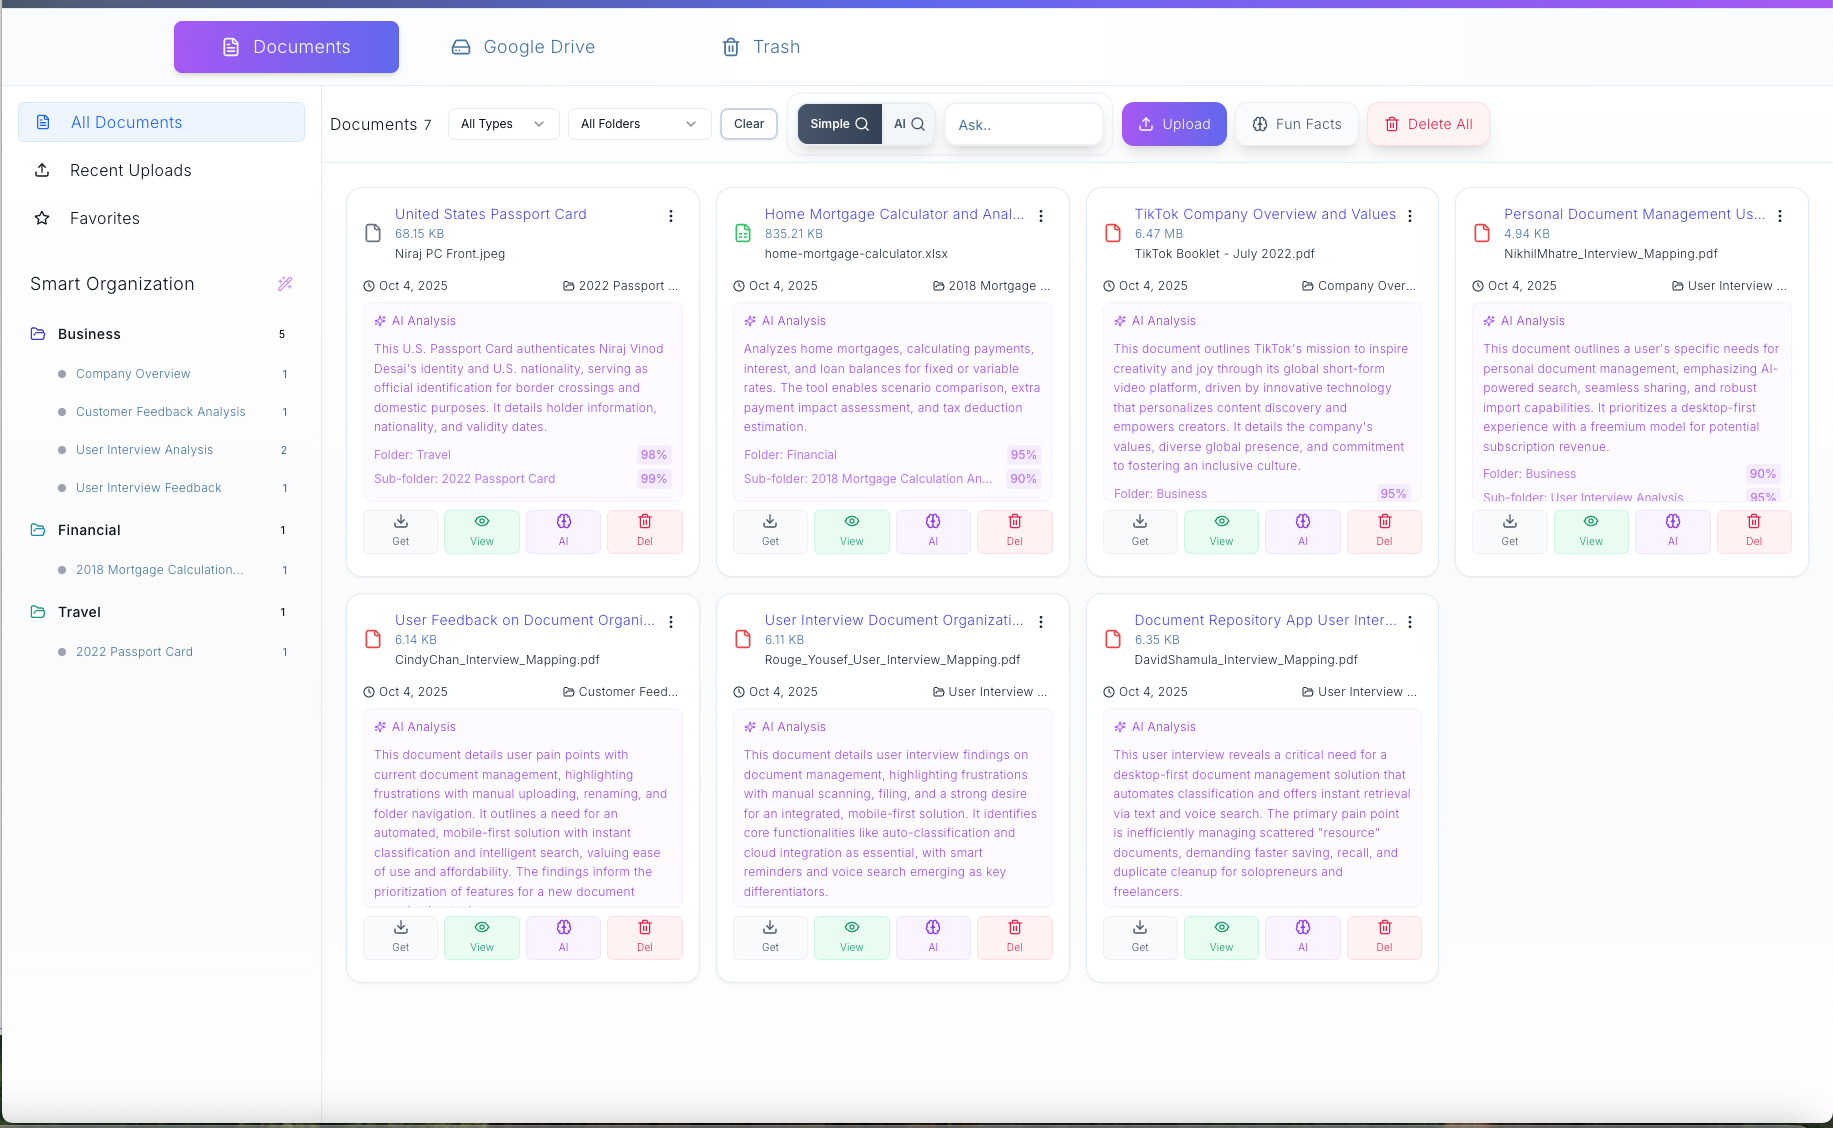 Documents
Google Drive
Trash
All Documents
Recent Uploads
Favorites
Smart Organization
Business 5
Company Overview 1
Customer Feedback Analysis 1
User Interview Analysis 2
User Interview Feedback 1
Financial 1
2018 Mortgage Calculation... 1
Travel 1
2022 Passport Card 1
Documents 7
All Types
All Folders
Clear
Simple
AI
Ask..
Upload
Fun Facts
Delete All
United States Passport Card
68.15 KB
Niraj PC Front.jpeg
Oct 4, 2025
2022 Passport ...
AI Analysis
This U.S. Passport Card authenticates Niraj Vinod
Desai's identity and U.S. nationality, serving as
official identification for border crossings and
domestic purposes. It details holder information,
nationality, and validity dates.
Folder: Travel 98%
Sub-folder: 2022 Passport Card 99%
Get
View
AI
Del
Home Mortgage Calculator and Anal...
835.21 KB
home-mortgage-calculator.xlsx
Oct 4, 2025
2018 Mortgage ...
AI Analysis
Analyzes home mortgages, calculating payments,
interest, and loan balances for fixed or variable
rates. The tool enables scenario comparison, extra
payment impact assessment, and tax deduction
estimation.
Folder: Financial 95%
Sub-folder: 2018 Mortgage Calculation An... 90%
Get
View
AI
Del
TikTok Company Overview and Values
6.47 MB
TikTok Booklet - July 2022.pdf
Oct 4, 2025
Company Over...
AI Analysis
This document outlines TikTok's mission to inspire
creativity and joy through its global short-form
video platform, driven by innovative technology
that personalizes content discovery and
empowers creators. It details the company's
values, diverse global presence, and commitment
to fostering an inclusive culture.
Folder: Business 95%
Get
View
AI
Del
Personal Document Management Us...
4.94 KB
NikhilMhatre_Interview_Mapping.pdf
Oct 4, 2025
User Interview ...
AI Analysis
This document outlines a user's specific needs for
personal document management, emphasizing AI-
powered search, seamless sharing, and robust
import capabilities. It prioritizes a desktop-first
experience with a freemium model for potential
subscription revenue.
Folder: Business 90%
Sub-folder: User Interview Analysis 95%
Get
View
AI
Del
User Feedback on Document Organi...
6.14 KB
CindyChan_Interview_Mapping.pdf
Oct 4, 2025
Customer Feed...
AI Analysis
This document details user pain points with
current document management, highlighting
frustrations with manual uploading, renaming, and
folder navigation. It outlines a need for an
automated, mobile-first solution with instant
classification and intelligent search, valuing ease
of use and affordability. The findings inform the
prioritization of features for a new document
Get
View
AI
Del
User Interview Document Organizati...
6.11 KB
Rouge_Yousef_User_Interview_Mapping.pdf
Oct 4, 2025
User Interview ...
AI Analysis
This document details user interview findings on
document management, highlighting frustrations
with manual scanning, filing, and a strong desire
for an integrated, mobile-first solution. It identifies
core functionalities like auto-classification and
cloud integration as essential, with smart
reminders and voice search emerging as key
differentiators.
Get
View
AI
Del
Document Repository App User Inter...
6.35 KB
DavidShamula_Interview_Mapping.pdf
Oct 4, 2025
User Interview ...
AI Analysis
This user interview reveals a critical need for a
desktop-first document management solution that
automates classification and offers instant retrieval
via text and voice search. The primary pain point
is inefficiently managing scattered "resource"
documents, demanding faster saving, recall, and
duplicate cleanup for solopreneurs and
freelancers.
Get
View
AI
Del